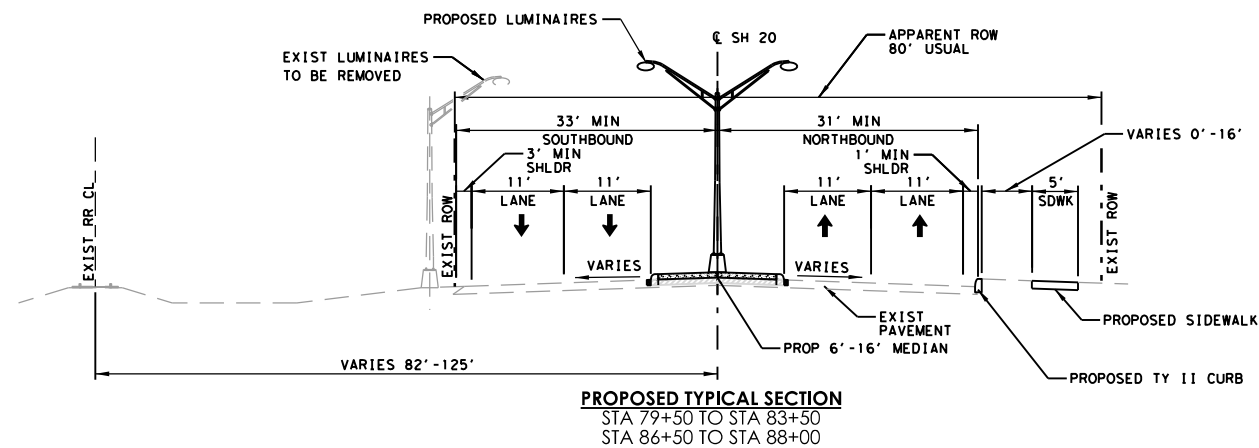 PROPOSED LUMINAIRES
℄ SH 20
APPARENT ROW
80' USUAL
EXIST LUMINAIRES
TO BE REMOVED
33' MIN
SOUTHBOUND
31' MIN
NORTHBOUND
VARIES 0'-16'
3' MIN
SHLDR
1' MIN
SHLDR
11'
LANE
11'
LANE
11'
LANE
11'
LANE
5'
SDWK
EXIST RR CL
EXIST ROW
EXIST ROW
VARIES
VARIES
EXIST
PAVEMENT
PROPOSED SIDEWALK
PROP 6'-16' MEDIAN
VARIES 82'-125'
PROPOSED TY II CURB
PROPOSED TYPICAL SECTION
STA 79+50 TO STA 83+50
STA 86+50 TO STA 88+00